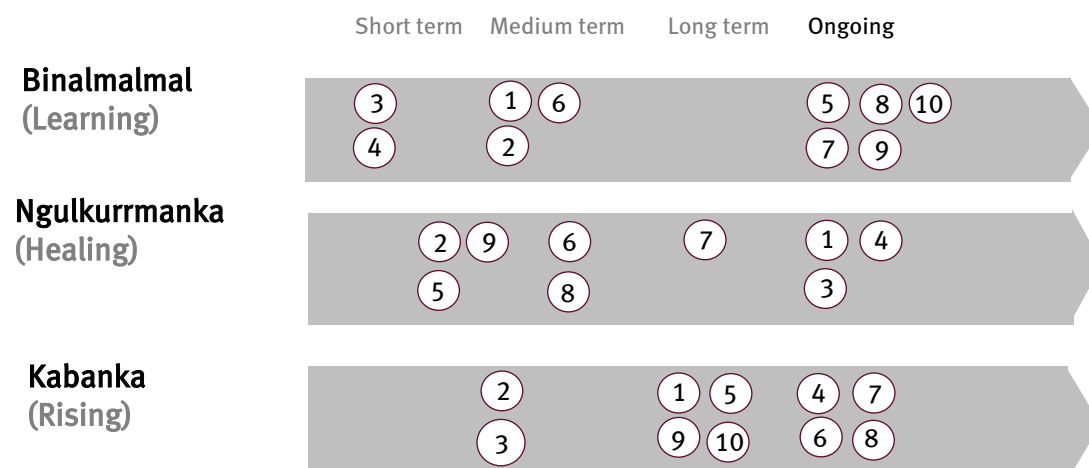 Short term Medium term Long term Ongoing
Binalmalmal
(Learning)
3 1 6 5 8 10
4 2 7 9
Ngulkurrmanka
(Healing)
2 9 6 7 1 4
5 8 3
Kabanka
(Rising)
2 1 5 4 7
3 9 10 6 8